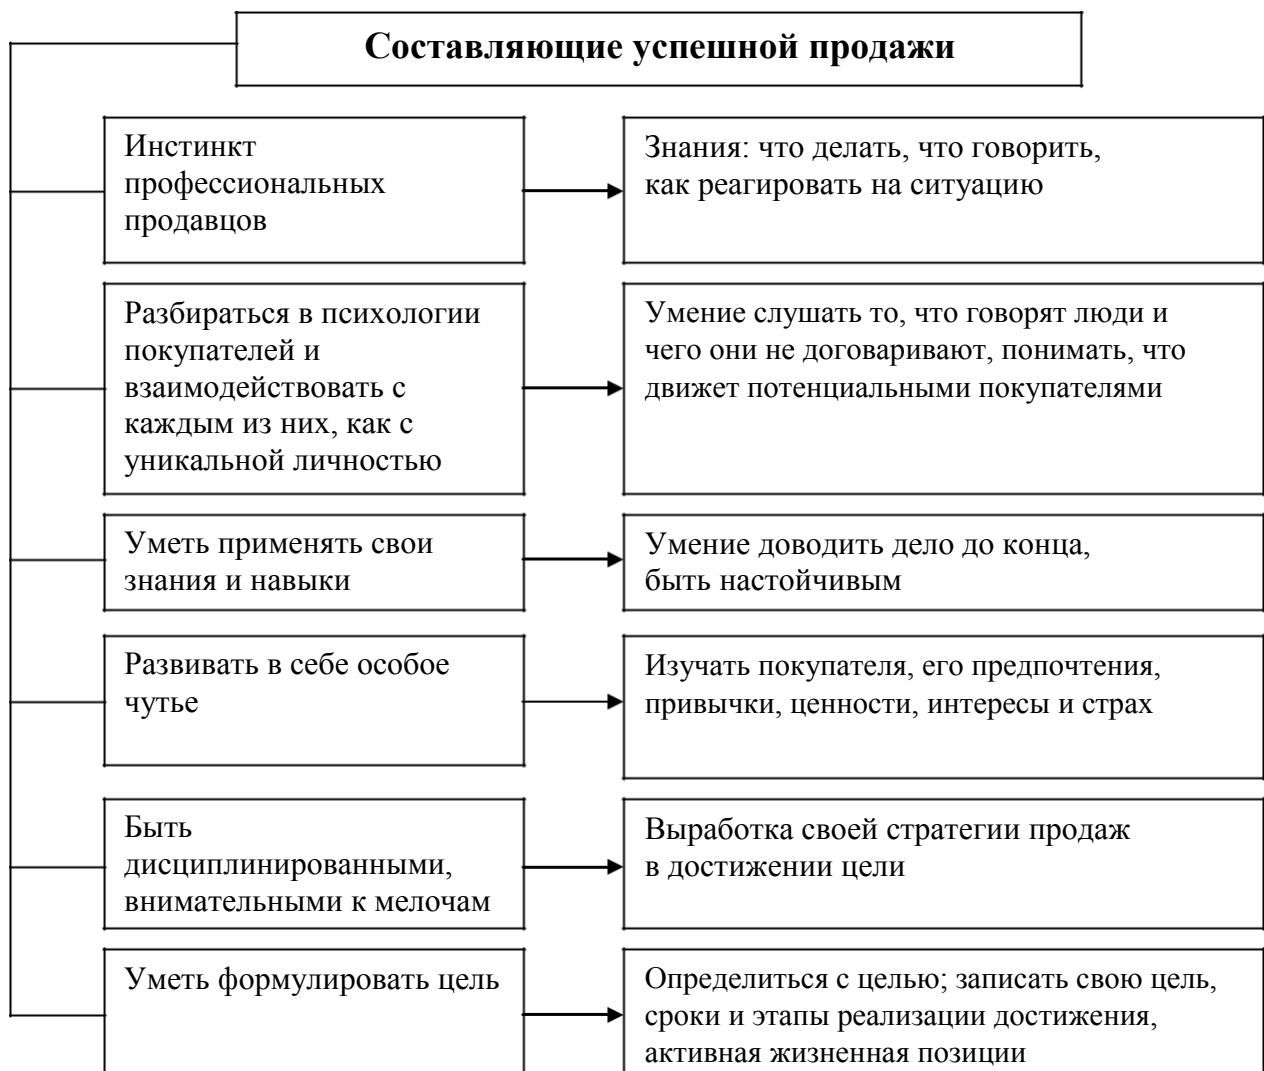 Составляющие успешной продажи
Инстинкт
профессиональных
продавцов
Знания: что делать, что говорить,
как реагировать на ситуацию
Разбираться в психологии
покупателей и
взаимодействовать с
каждым из них, как с
уникальной личностью
Умение слушать то, что говорят люди и
чего они не договаривают, понимать, что
движет потенциальными покупателями
Уметь применять свои
знания и навыки
Умение доводить дело до конца,
быть настойчивым
Развивать в себе особое
чутье
Изучать покупателя, его предпочтения,
привычки, ценности, интересы и страх
Быть
дисциплинированными,
внимательными к мелочам
Выработка своей стратегии продаж
в достижении цели
Уметь формулировать цель
Определиться с целью; записать свою цель,
сроки и этапы реализации достижения,
активная жизненная позиции